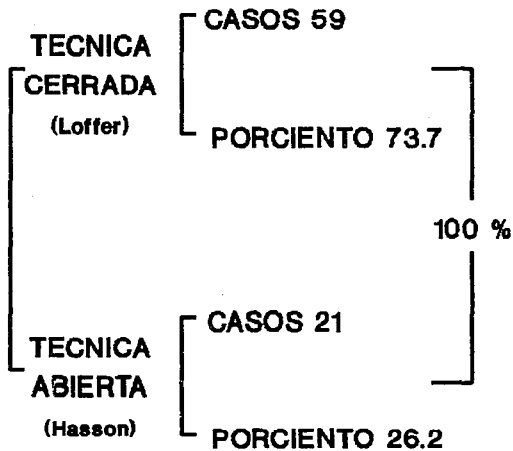 TECNICA
CERRADA
(Loffer)
CASOS 59
PORCIENTO 73.7
100 %
TECNICA
ABIERTA
(Hasson)
CASOS 21
PORCIENTO 26.2